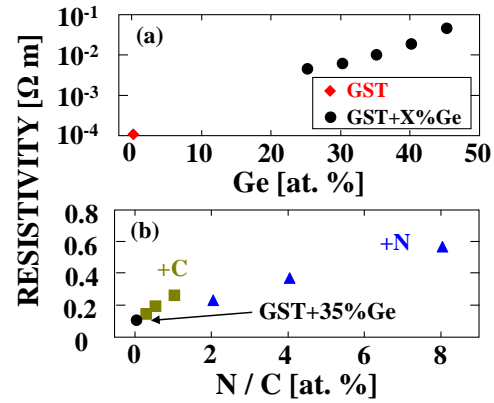 RESISTIVITY [Ω m]
10⁻¹
10⁻²
10⁻³
10⁻⁴
(a)
GST
GST+X%Ge
0 10 20 30 40 50
Ge [at. %]
0.8
0.6
0.4
0.2
0
(b)
+C
+N
GST+35%Ge
0 2 4 6 8
N / C [at. %]